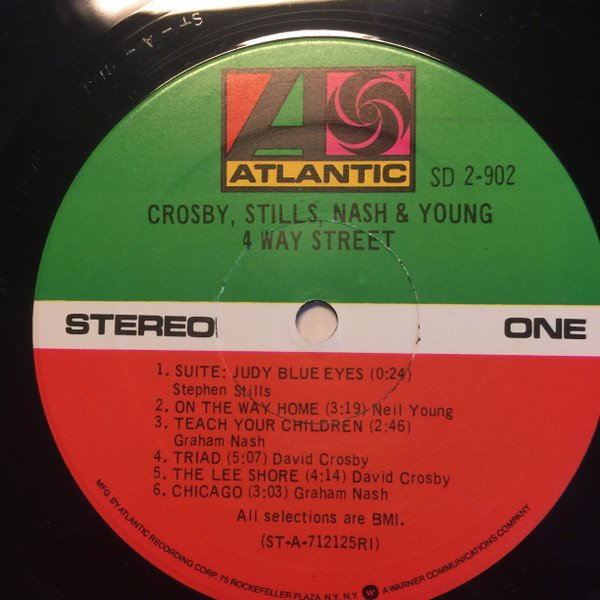 ST-A-
ATLANTIC
SD 2-902
CROSBY, STILLS, NASH & YOUNG
4 WAY STREET
STEREO
ONE
1. SUITE: JUDY BLUE EYES (0:24)
Stephen Stills
2. ON THE WAY HOME (3:19) Neil Young
3. TEACH YOUR CHILDREN (2:46)
Graham Nash
4. TRIAD (5:07) David Crosby
5. THE LEE SHORE (4:14) David Crosby
6. CHICAGO (3:03) Graham Nash
All selections are BMI.
(ST-A-712125RI)
MFG. BY ATLANTIC RECORDING CORP. 75 ROCKEFELLER PLAZA, N.Y. N.Y. A WARNER COMMUNICATIONS COMPANY